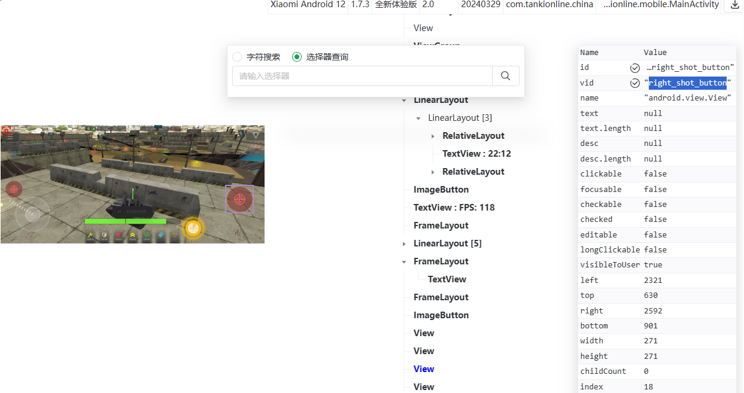 Xiaomi Android 12 1.7.3 全新体验版 2.0 20240329 com.tankionline.china ...ionline.mobile.MainActivity
View
字符搜索 选择器查询
请输入选择器
LinearLayout
LinearLayout [3]
RelativeLayout
TextView : 22:12
RelativeLayout
ImageButton
TextView : FPS: 118
FrameLayout
LinearLayout [5]
FrameLayout
TextView
FrameLayout
ImageButton
View
View
View
View
Name Value
id ...right_shot_button"
vid "right_shot_button"
name "android.view.View"
text null
text.length null
desc null
desc.length null
clickable false
focusable false
checkable false
checked false
editable false
longClickable false
visibleToUser true
left 2321
top 630
right 2592
bottom 901
width 271
height 271
childCount 0
index 18